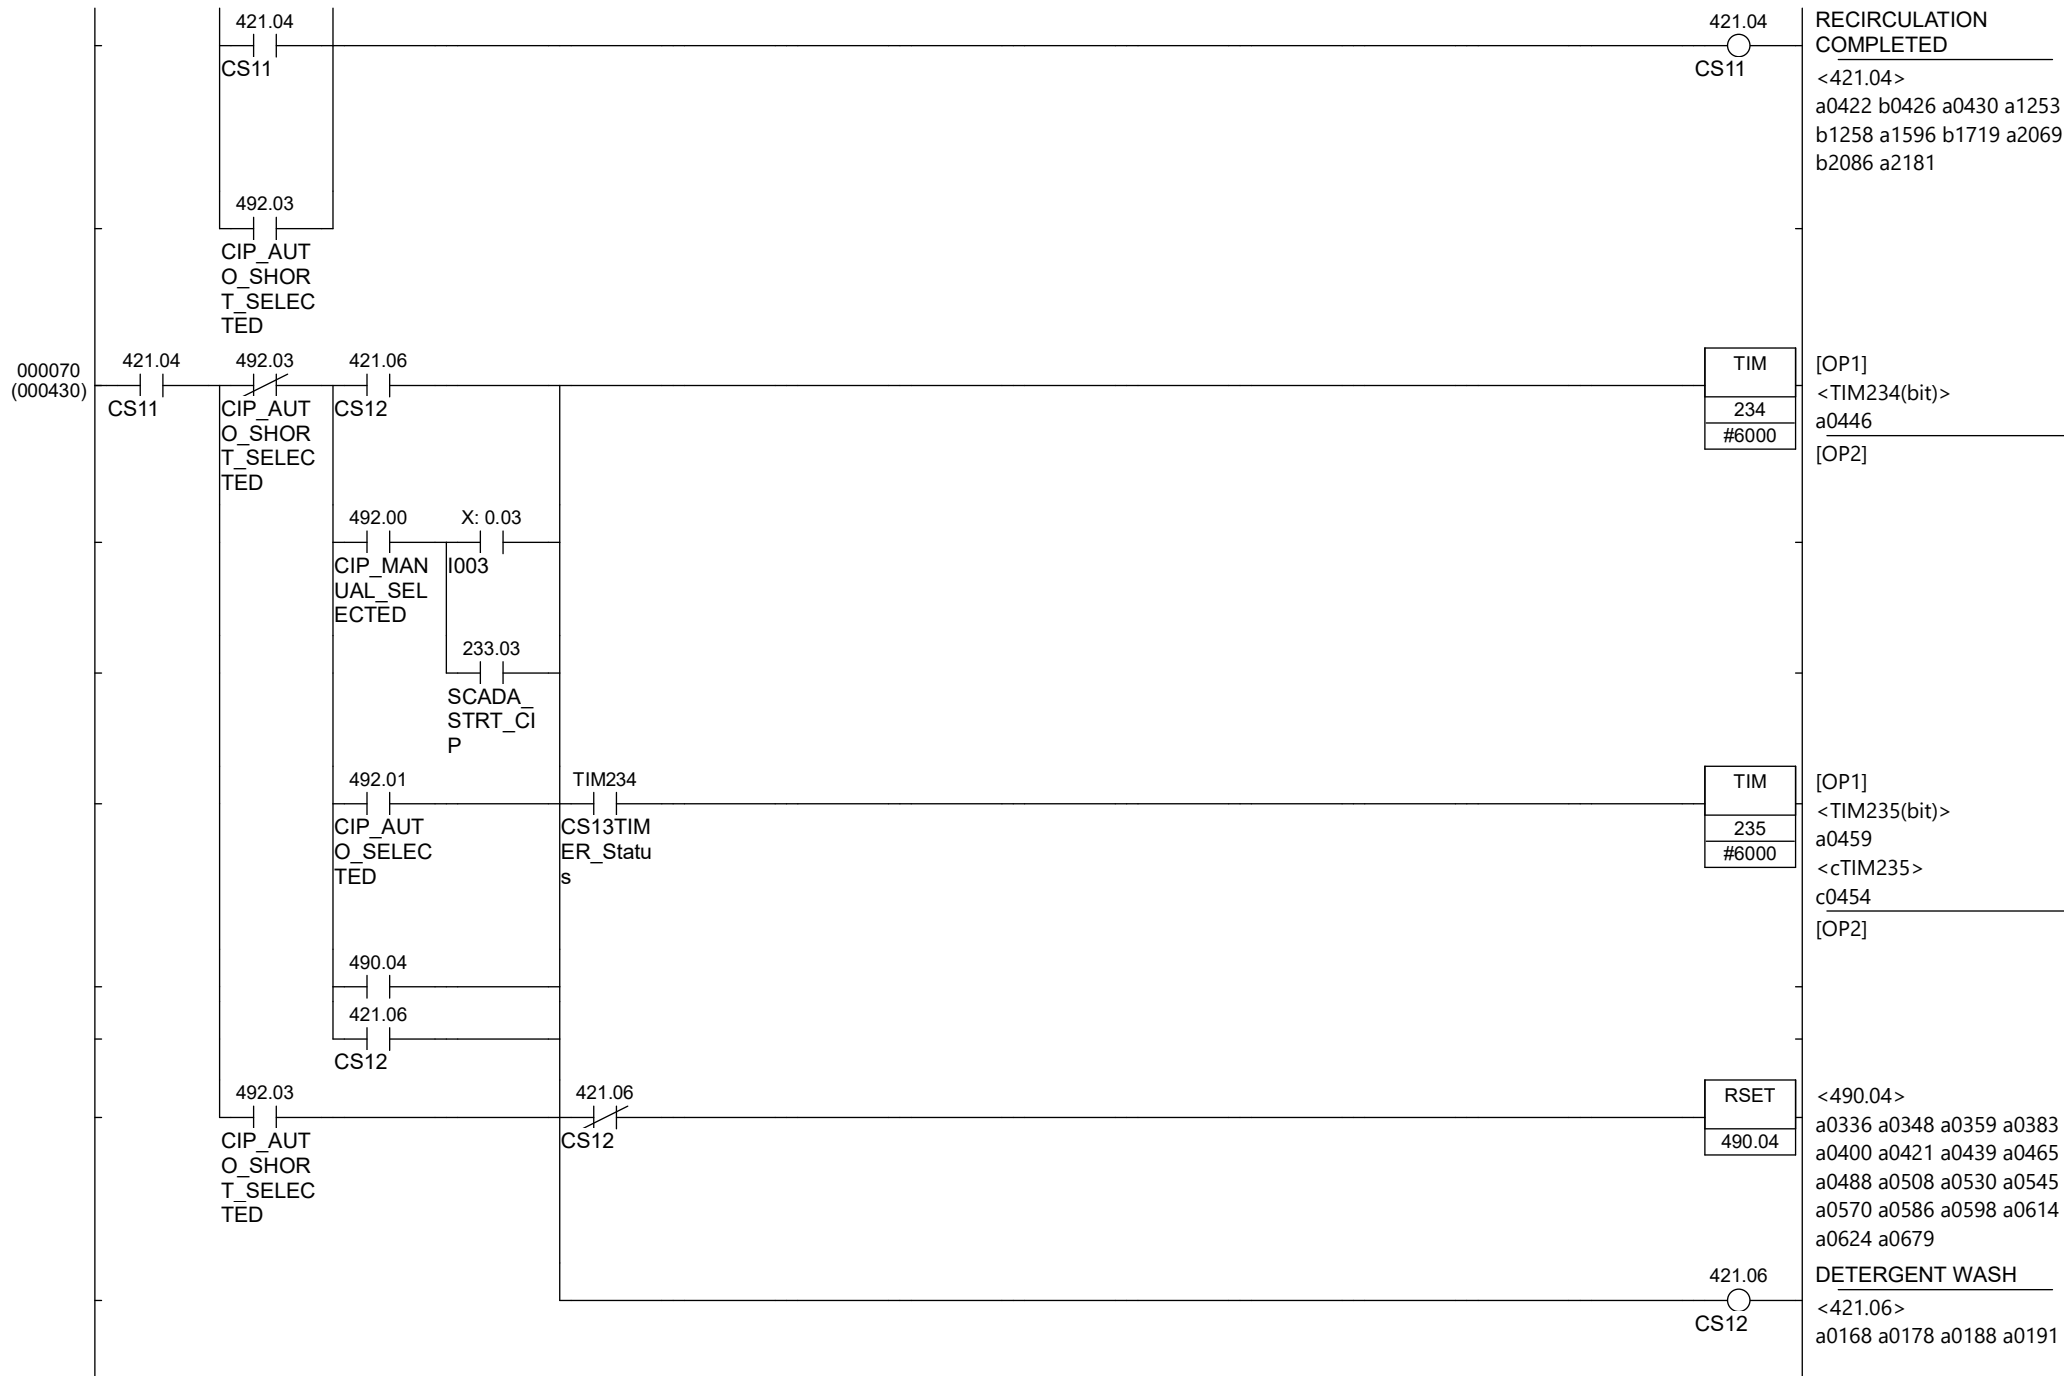 421.04
CS11
421.04
CS11
RECIRCULATION
COMPLETED
<421.04>
a0422 b0426 a0430 a1253
b1258 a1596 b1719 a2069
b2086 a2181
492.03
CIP_AUT
O_SHOR
T_SELEC
TED
000070
(000430)
421.04
CS11
492.03
CIP_AUT
O_SHOR
T_SELEC
TED
421.06
CS12
TIM
234
#6000
[OP1]
<TIM234(bit)>
a0446
[OP2]
492.00
CIP_MAN
UAL_SEL
ECTED
X: 0.03
I003
233.03
SCADA_
STRT_CI
P
492.01
CIP_AUT
O_SELEC
TED
TIM234
CS13TIM
ER_Statu
s
TIM
235
#6000
[OP1]
<TIM235(bit)>
a0459
<cTIM235>
c0454
[OP2]
490.04
421.06
CS12
492.03
CIP_AUT
O_SHOR
T_SELEC
TED
421.06
CS12
RSET
490.04
<490.04>
a0336 a0348 a0359 a0383
a0400 a0421 a0439 a0465
a0488 a0508 a0530 a0545
a0570 a0586 a0598 a0614
a0624 a0679
421.06
CS12
DETERGENT WASH
<421.06>
a0168 a0178 a0188 a0191